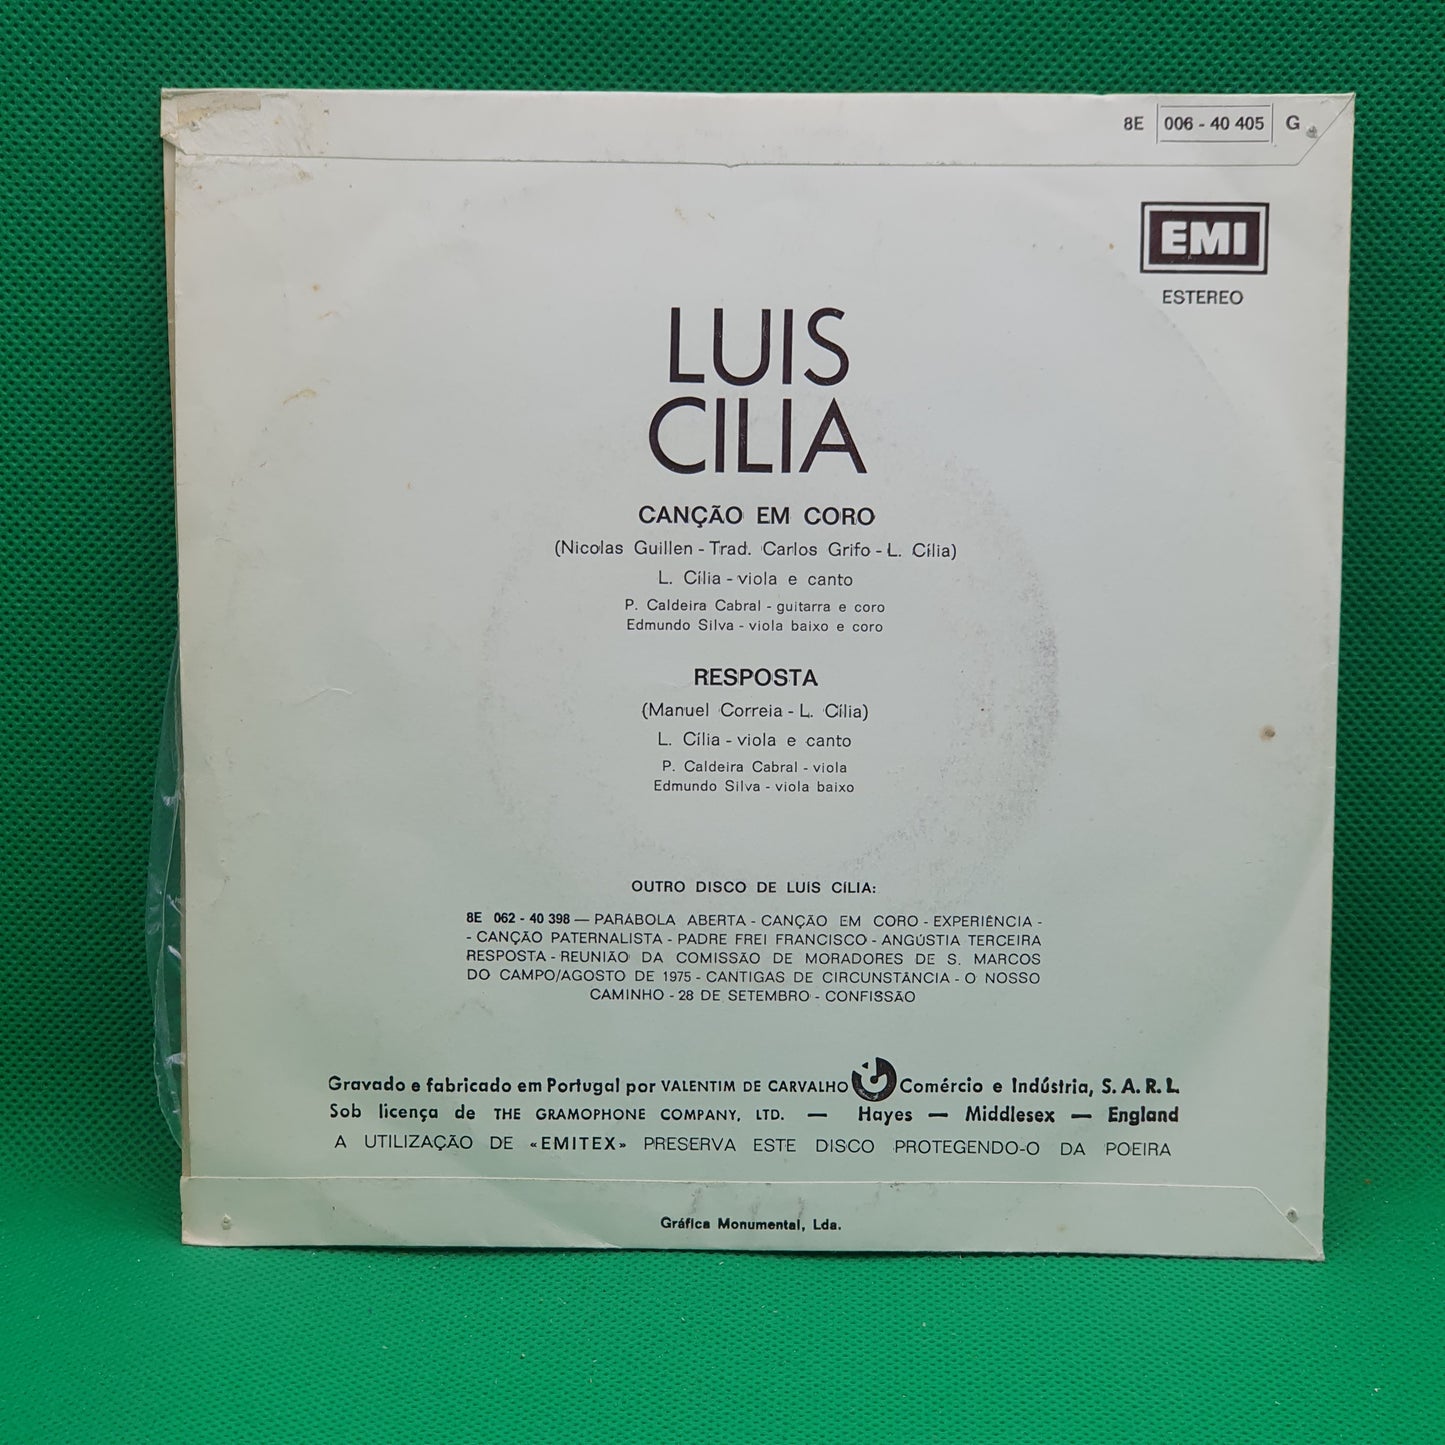 8E 006 - 40 405 G
EMI
ESTEREO
LUIS
CILIA
CANÇÃO EM CORO
(Nicolas Guillen - Trad. Carlos Grifo - L. Cília)
L. Cília - viola e canto
P. Caldeira Cabral - guitarra e coro
Edmundo Silva - viola baixo e coro
RESPOSTA
(Manuel Correia - L. Cília)
L. Cília - viola e canto
P. Caldeira Cabral - viola
Edmundo Silva - viola baixo
OUTRO DISCO DE LUIS CÍLIA:
8E 062 - 40 398 — PARÁBOLA ABERTA - CANÇÃO EM CORO - EXPERIÊNCIA -
- CANÇÃO PATERNALISTA - PADRE FREI FRANCISCO - ANGÚSTIA TERCEIRA
RESPOSTA - REUNIÃO DA COMISSÃO DE MORADORES DE S. MARCOS
DO CAMPO/AGOSTO DE 1975 - CANTIGAS DE CIRCUNSTÂNCIA - O NOSSO
CAMINHO - 28 DE SETEMBRO - CONFISSÃO
Gravado e fabricado em Portugal por VALENTIM DE CARVALHO Comércio e Indústria, S. A. R. L.
Sob licença de THE GRAMOPHONE COMPANY, LTD. — Hayes — Middlesex — England
A UTILIZAÇÃO DE «EMITEX» PRESERVA ESTE DISCO PROTEGENDO-O DA POEIRA
Gráfica Monumental, Lda.